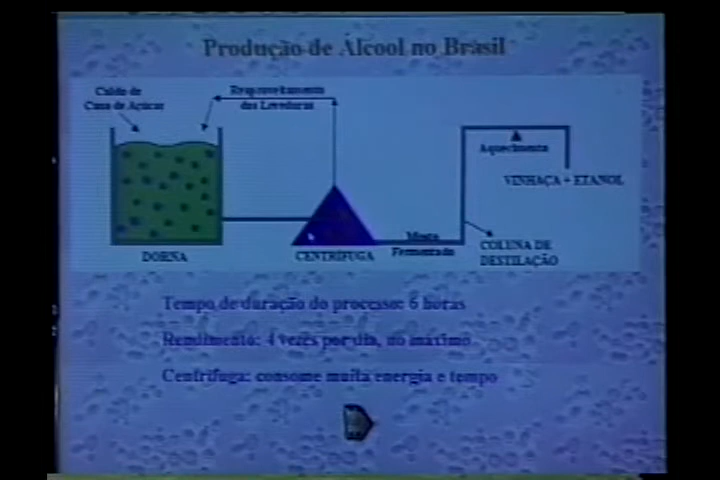 Produção de Álcool no Brasil
Caldo de
Cana de Açúcar
Reaproveitamento
das Leveduras
Aquecimento
VINHAÇA + ETANOL
DORNA
CENTRÍFUGA
Mosto
Fermentado
COLUNA DE
DESTILAÇÃO
Tempo de duração do processo: 6 horas
Rendimento: 4 vezes por dia, no máximo
Centrífuga: consome muita energia e tempo